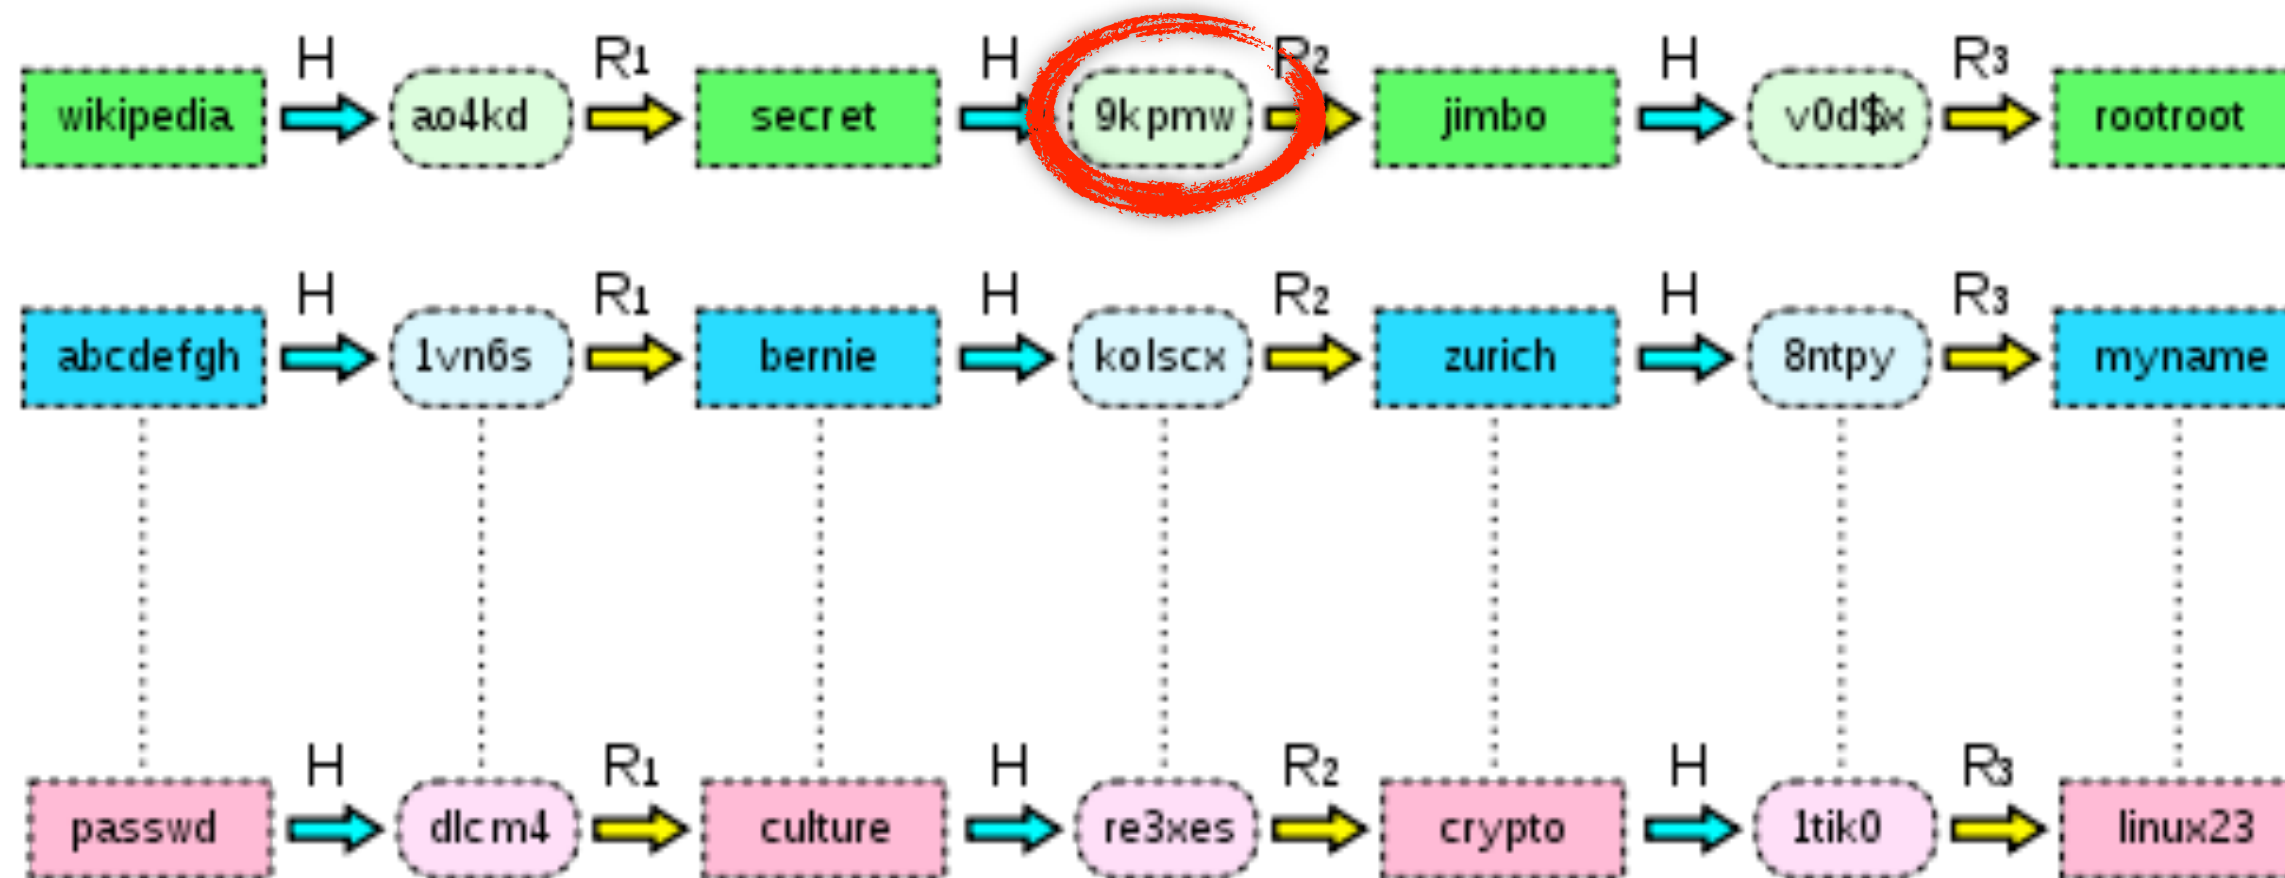 H R1 H R2 H R3
wikipedia ao4kd secret 9kpmw jimbo v0d$x rootroot
H R1 H R2 H R3
abcdefgh 1vn6s bernie kolscx zurich 8ntpy myname
H R1 H R2 H R3
passwd dlcm4 culture re3xes crypto 1tik0 linux23